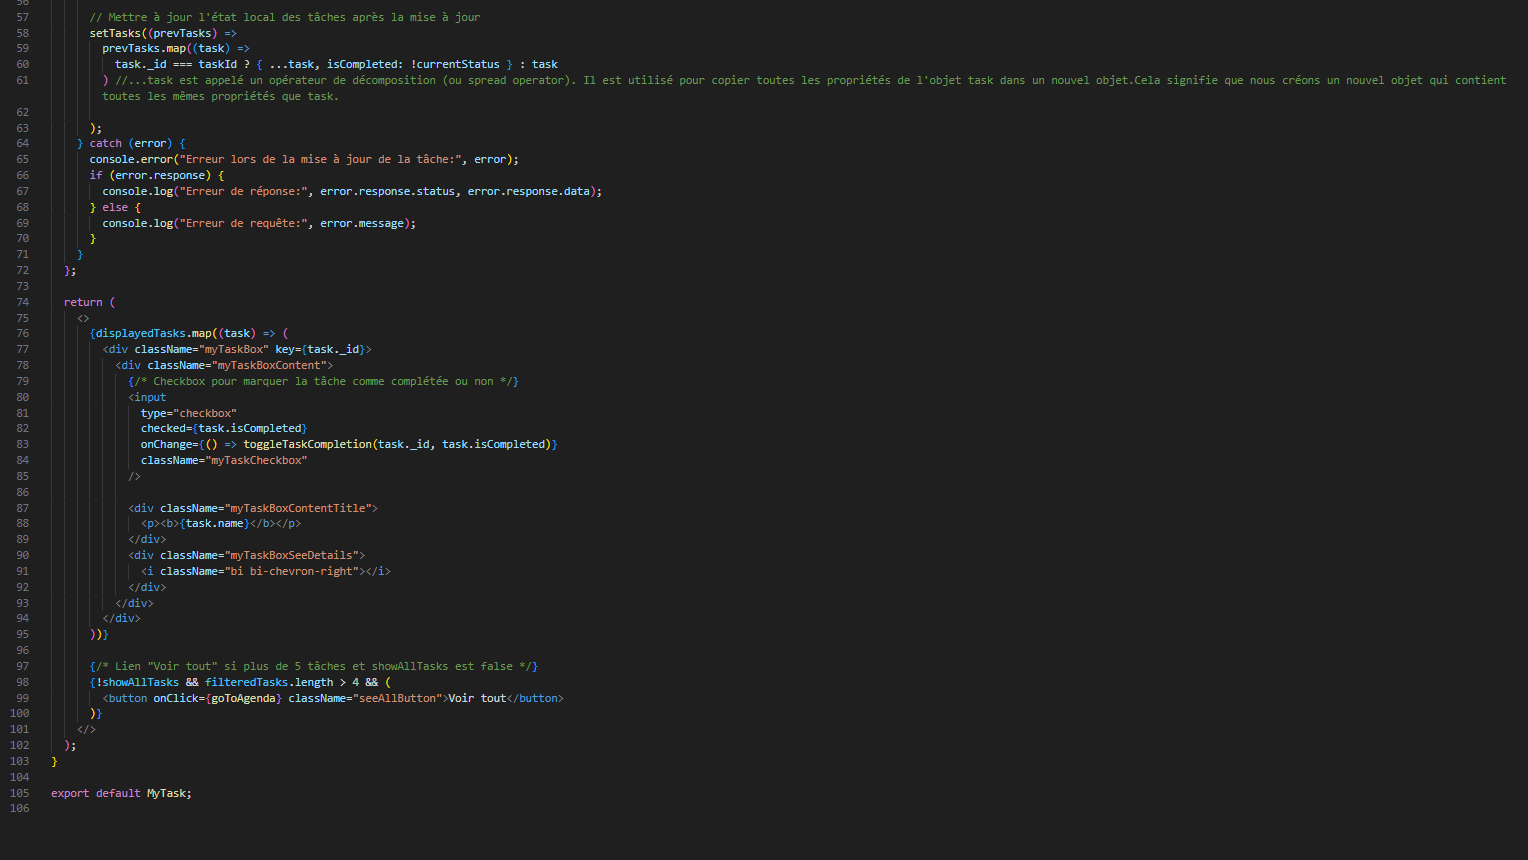 56
57 // Mettre à jour l'état local des tâches après la mise à jour
58 setTasks((prevTasks) =>
59 prevTasks.map((task) =>
60 task._id === taskId ? { ...task, isCompleted: !currentStatus } : task
61 ) //...task est appelé un opérateur de décomposition (ou spread operator). Il est utilisé pour copier toutes les propriétés de l'objet task dans un nouvel objet.Cela signifie que nous créons un nouvel objet qui contient
toutes les mêmes propriétés que task.
62
63 );
64 } catch (error) {
65 console.error("Erreur lors de la mise à jour de la tâche:", error);
66 if (error.response) {
67 console.log("Erreur de réponse:", error.response.status, error.response.data);
68 } else {
69 console.log("Erreur de requête:", error.message);
70 }
71 }
72 };
73
74 return (
75 <>
76 {displayedTasks.map((task) => (
77 <div className="myTaskBox" key={task._id}>
78 <div className="myTaskBoxContent">
79 {/* Checkbox pour marquer la tâche comme complétée ou non */}
80 <input
81 type="checkbox"
82 checked={task.isCompleted}
83 onChange={() => toggleTaskCompletion(task._id, task.isCompleted)}
84 className="myTaskCheckbox"
85 />
86
87 <div className="myTaskBoxContentTitle">
88 <p><b>{task.name}</b></p>
89 </div>
90 <div className="myTaskBoxSeeDetails">
91 <i className="bi bi-chevron-right"></i>
92 </div>
93 </div>
94 </div>
95 ))}
96
97 {/* Lien "Voir tout" si plus de 5 tâches et showAllTasks est false */}
98 {!showAllTasks && filteredTasks.length > 4 && (
99 <button onClick={goToAgenda} className="seeAllButton">Voir tout</button>
100 )}
101 </>
102 );
103 }
104
105 export default MyTask;
106